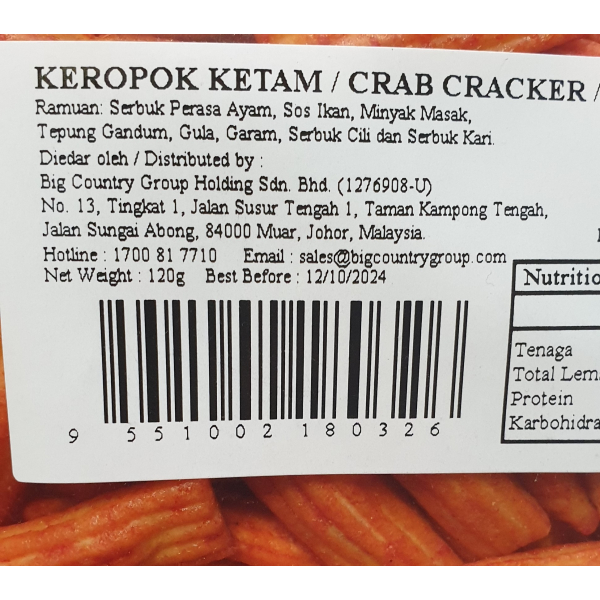 KEROPOK KETAM / CRAB CRACKER /
Ramuan: Serbuk Perasa Ayam, Sos Ikan, Minyak Masak,
Tepung Gandum, Gula, Garam, Serbuk Cili dan Serbuk Kari.
Diedar oleh / Distributed by :
Big Country Group Holding Sdn. Bhd. (1276908-U)
No. 13, Tingkat 1, Jalan Susur Tengah 1, Taman Kampong Tengah,
Jalan Sungai Abong, 84000 Muar, Johor, Malaysia.
Hotline : 1700 81 7710 Email : sales@bigcountrygroup.com
Net Weight : 120g Best Before : 12/10/2024
Nutritio
Tenaga
Total Lem
Protein
Karbohidra
9 551002 180326